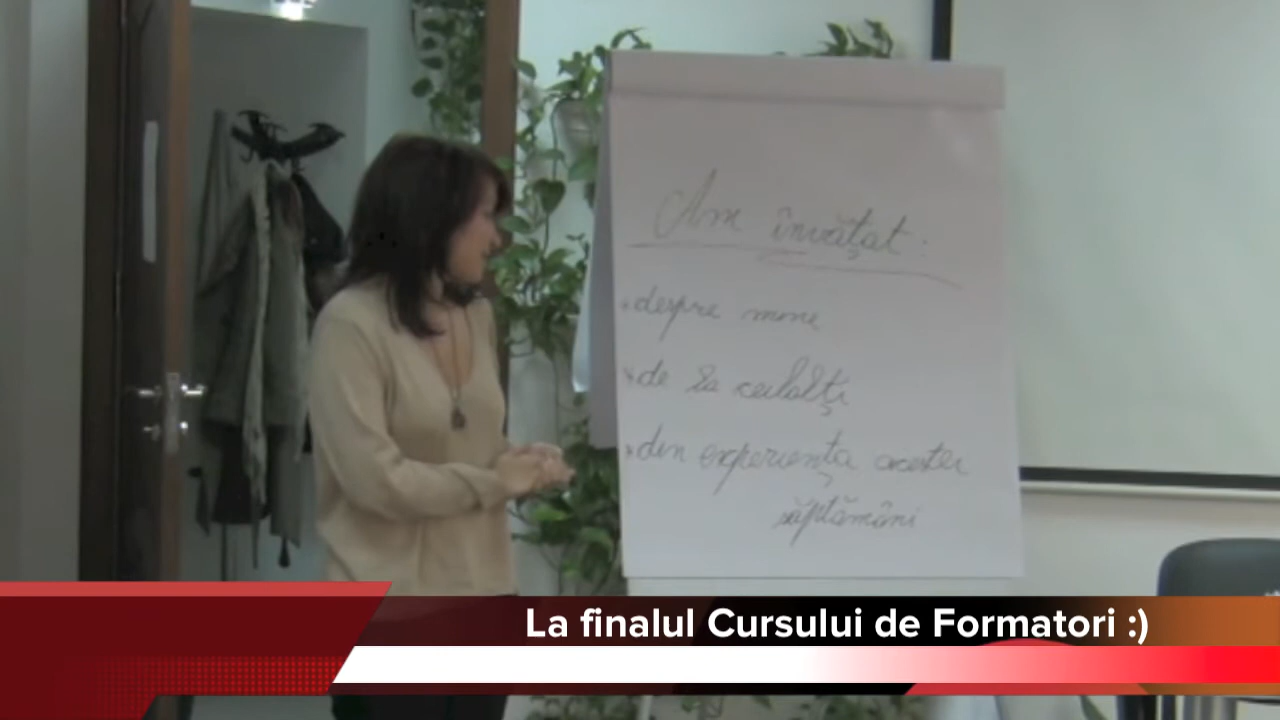 Am învățat:
* despre mine
* de la ceilalți
* din experiența acestei
săptămâni
La finalul Cursului de Formatori :)